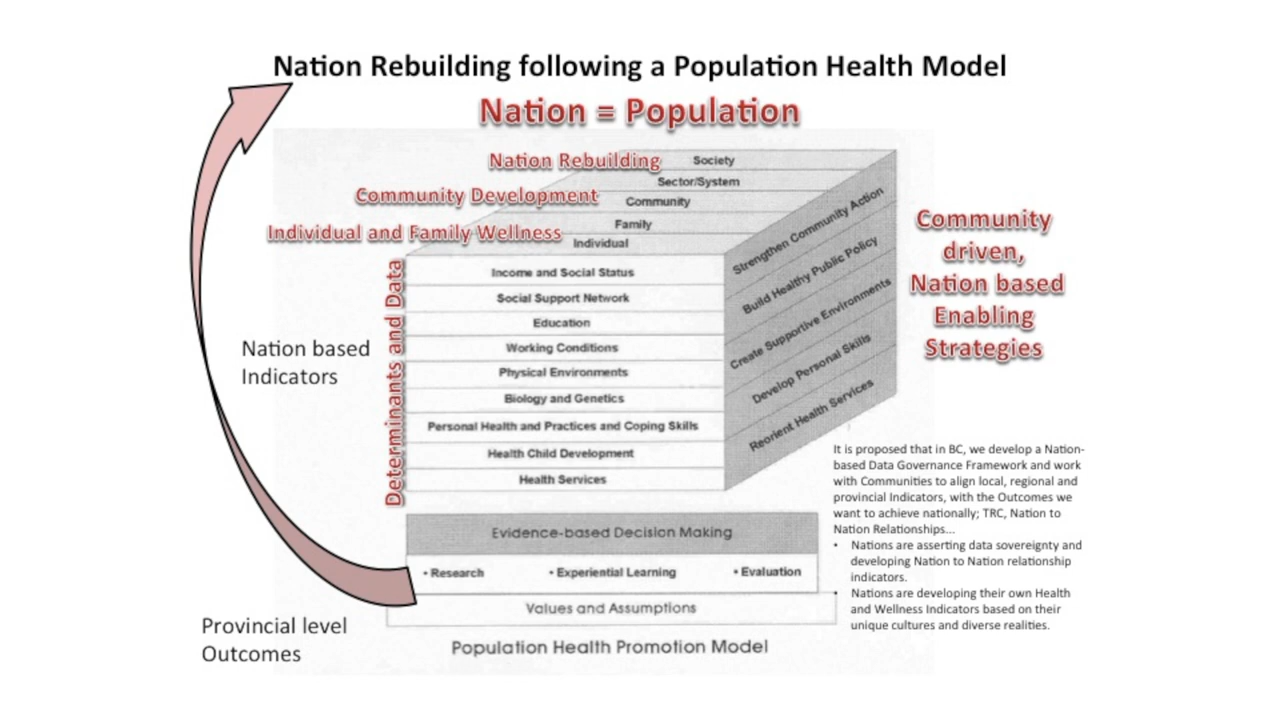 Nation Rebuilding following a Population Health Model
Nation = Population
Nation Rebuilding
Society
Sector/System
Community Development
Community
Family
Individual and Family Wellness
Individual
Determinants and Data
Income and Social Status
Social Support Network
Education
Working Conditions
Physical Environments
Biology and Genetics
Personal Health and Practices and Coping Skills
Health Child Development
Health Services
Strengthen Community Action
Build Healthy Public Policy
Create Supportive Environments
Develop Personal Skills
Reorient Health Services
Community
driven,
Nation based
Enabling
Strategies
Nation based
Indicators
Evidence-based Decision Making
• Research • Experiential Learning • Evaluation
Values and Assumptions
Population Health Promotion Model
Provincial level
Outcomes
It is proposed that in BC, we develop a Nation-
based Data Governance Framework and work
with Communities to align local, regional and
provincial Indicators, with the Outcomes we
want to achieve nationally; TRC, Nation to
Nation Relationships...
• Nations are asserting data sovereignty and
developing Nation to Nation relationship
indicators.
• Nations are developing their own Health
and Wellness Indicators based on their
unique cultures and diverse realities.